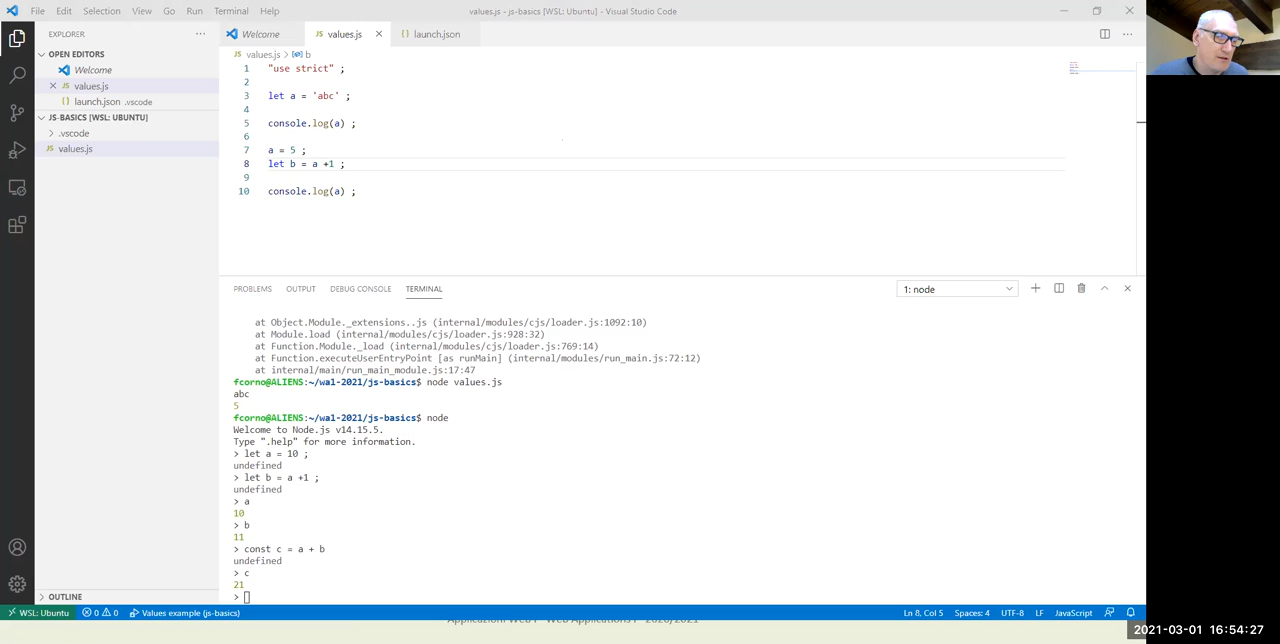 File Edit Selection View Go Run Terminal Help
values.js - js-basics [WSL: Ubuntu] - Visual Studio Code
EXPLORER
OPEN EDITORS
Welcome
values.js
launch.json .vscode
JS-BASICS [WSL: UBUNTU]
.vscode
values.js
OUTLINE
Welcome values.js launch.json
values.js > b
1 "use strict" ;
2
3 let a = 'abc' ;
4
5 console.log(a) ;
6
7 a = 5 ;
8 let b = a +1 ;
9
10 console.log(a) ;
PROBLEMS OUTPUT DEBUG CONSOLE TERMINAL
1: node
at Object.Module._extensions..js (internal/modules/cjs/loader.js:1092:10)
at Module.load (internal/modules/cjs/loader.js:928:32)
at Function.Module._load (internal/modules/cjs/loader.js:769:14)
at Function.executeUserEntryPoint [as runMain] (internal/modules/run_main.js:72:12)
at internal/main/run_main_module.js:17:47
fcorno@ALIENS:~/wa1-2021/js-basics$ node values.js
abc
5
fcorno@ALIENS:~/wa1-2021/js-basics$ node
Welcome to Node.js v14.15.5.
Type ".help" for more information.
> let a = 10 ;
undefined
> let b = a +1 ;
undefined
> a
10
> b
11
> const c = a + b
undefined
> c
21
>
WSL: Ubuntu 0 0 Values example (js-basics)
Ln 8, Col 5 Spaces: 4 UTF-8 LF JavaScript
Applicazioni Web I - Web Applications I - 2020/2021
2021-03-01 16:54:27